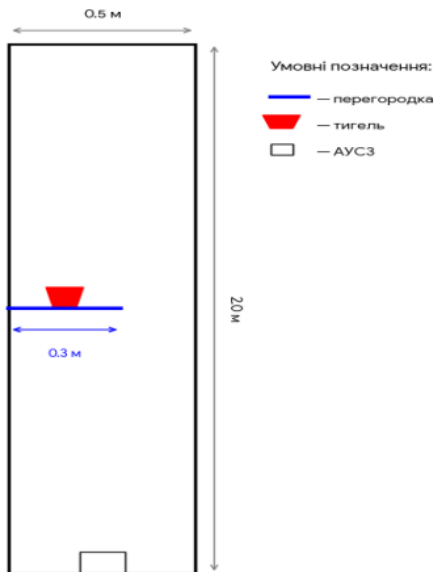 0.5 м
Умовні позначення:
— перегородка
— тигель
— АУСЗ
20 м
0.3 м